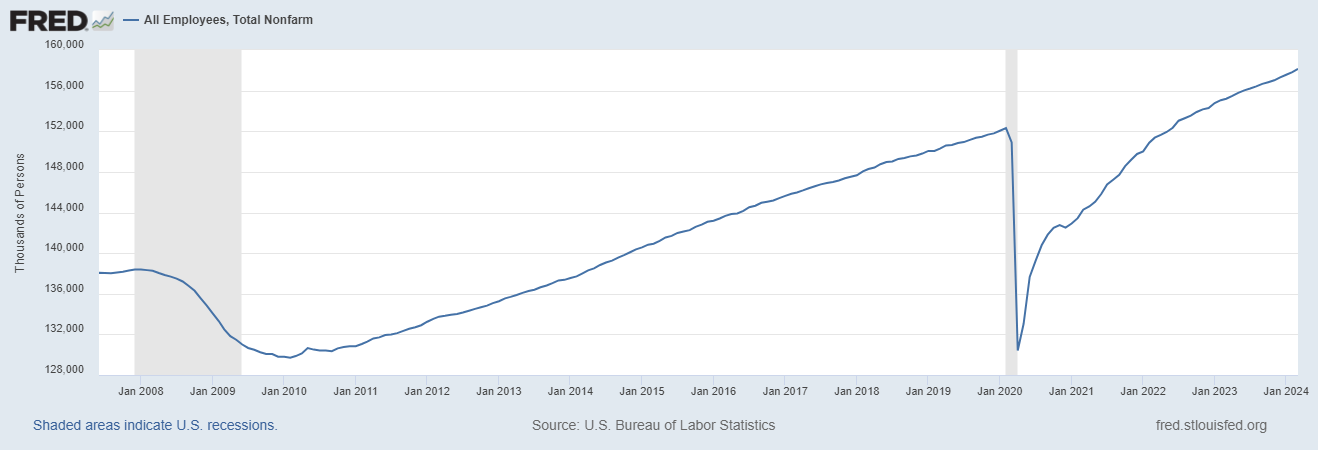 FRED
All Employees, Total Nonfarm
Thousands of Persons
160,000
156,000
152,000
148,000
144,000
140,000
136,000
132,000
128,000
Jan 2008 Jan 2009 Jan 2010 Jan 2011 Jan 2012 Jan 2013 Jan 2014 Jan 2015 Jan 2016 Jan 2017 Jan 2018 Jan 2019 Jan 2020 Jan 2021 Jan 2022 Jan 2023 Jan 2024
Shaded areas indicate U.S. recessions. Source: U.S. Bureau of Labor Statistics fred.stlouisfed.org